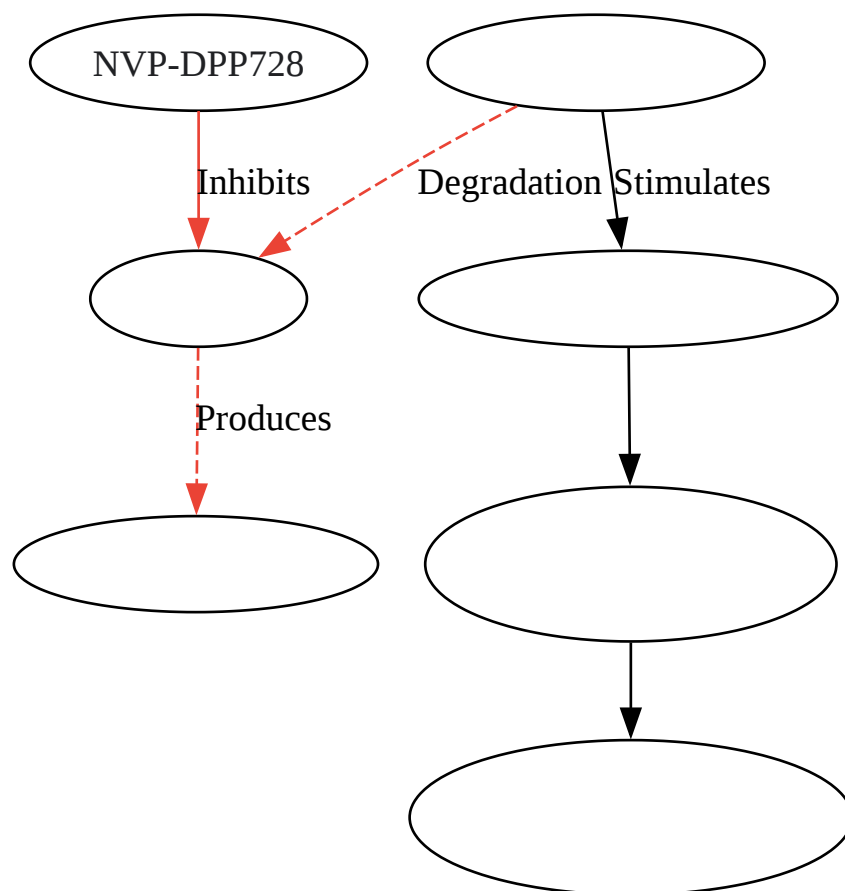 NVP-DPP728
Inhibits
Degradation
Stimulates
Produces